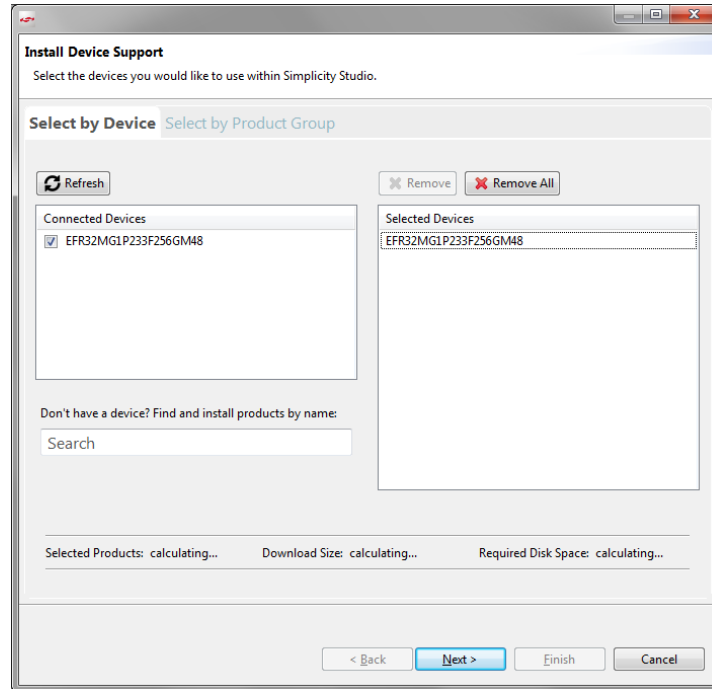 Install Device Support
Select the devices you would like to use within Simplicity Studio.
Select by Device Select by Product Group
Refresh
Remove Remove All
Connected Devices
EFR32MG1P233F256GM48
Selected Devices
EFR32MG1P233F256GM48
Don't have a device? Find and install products by name:
Search
Selected Products: calculating... Download Size: calculating... Required Disk Space: calculating...
< Back Next > Finish Cancel